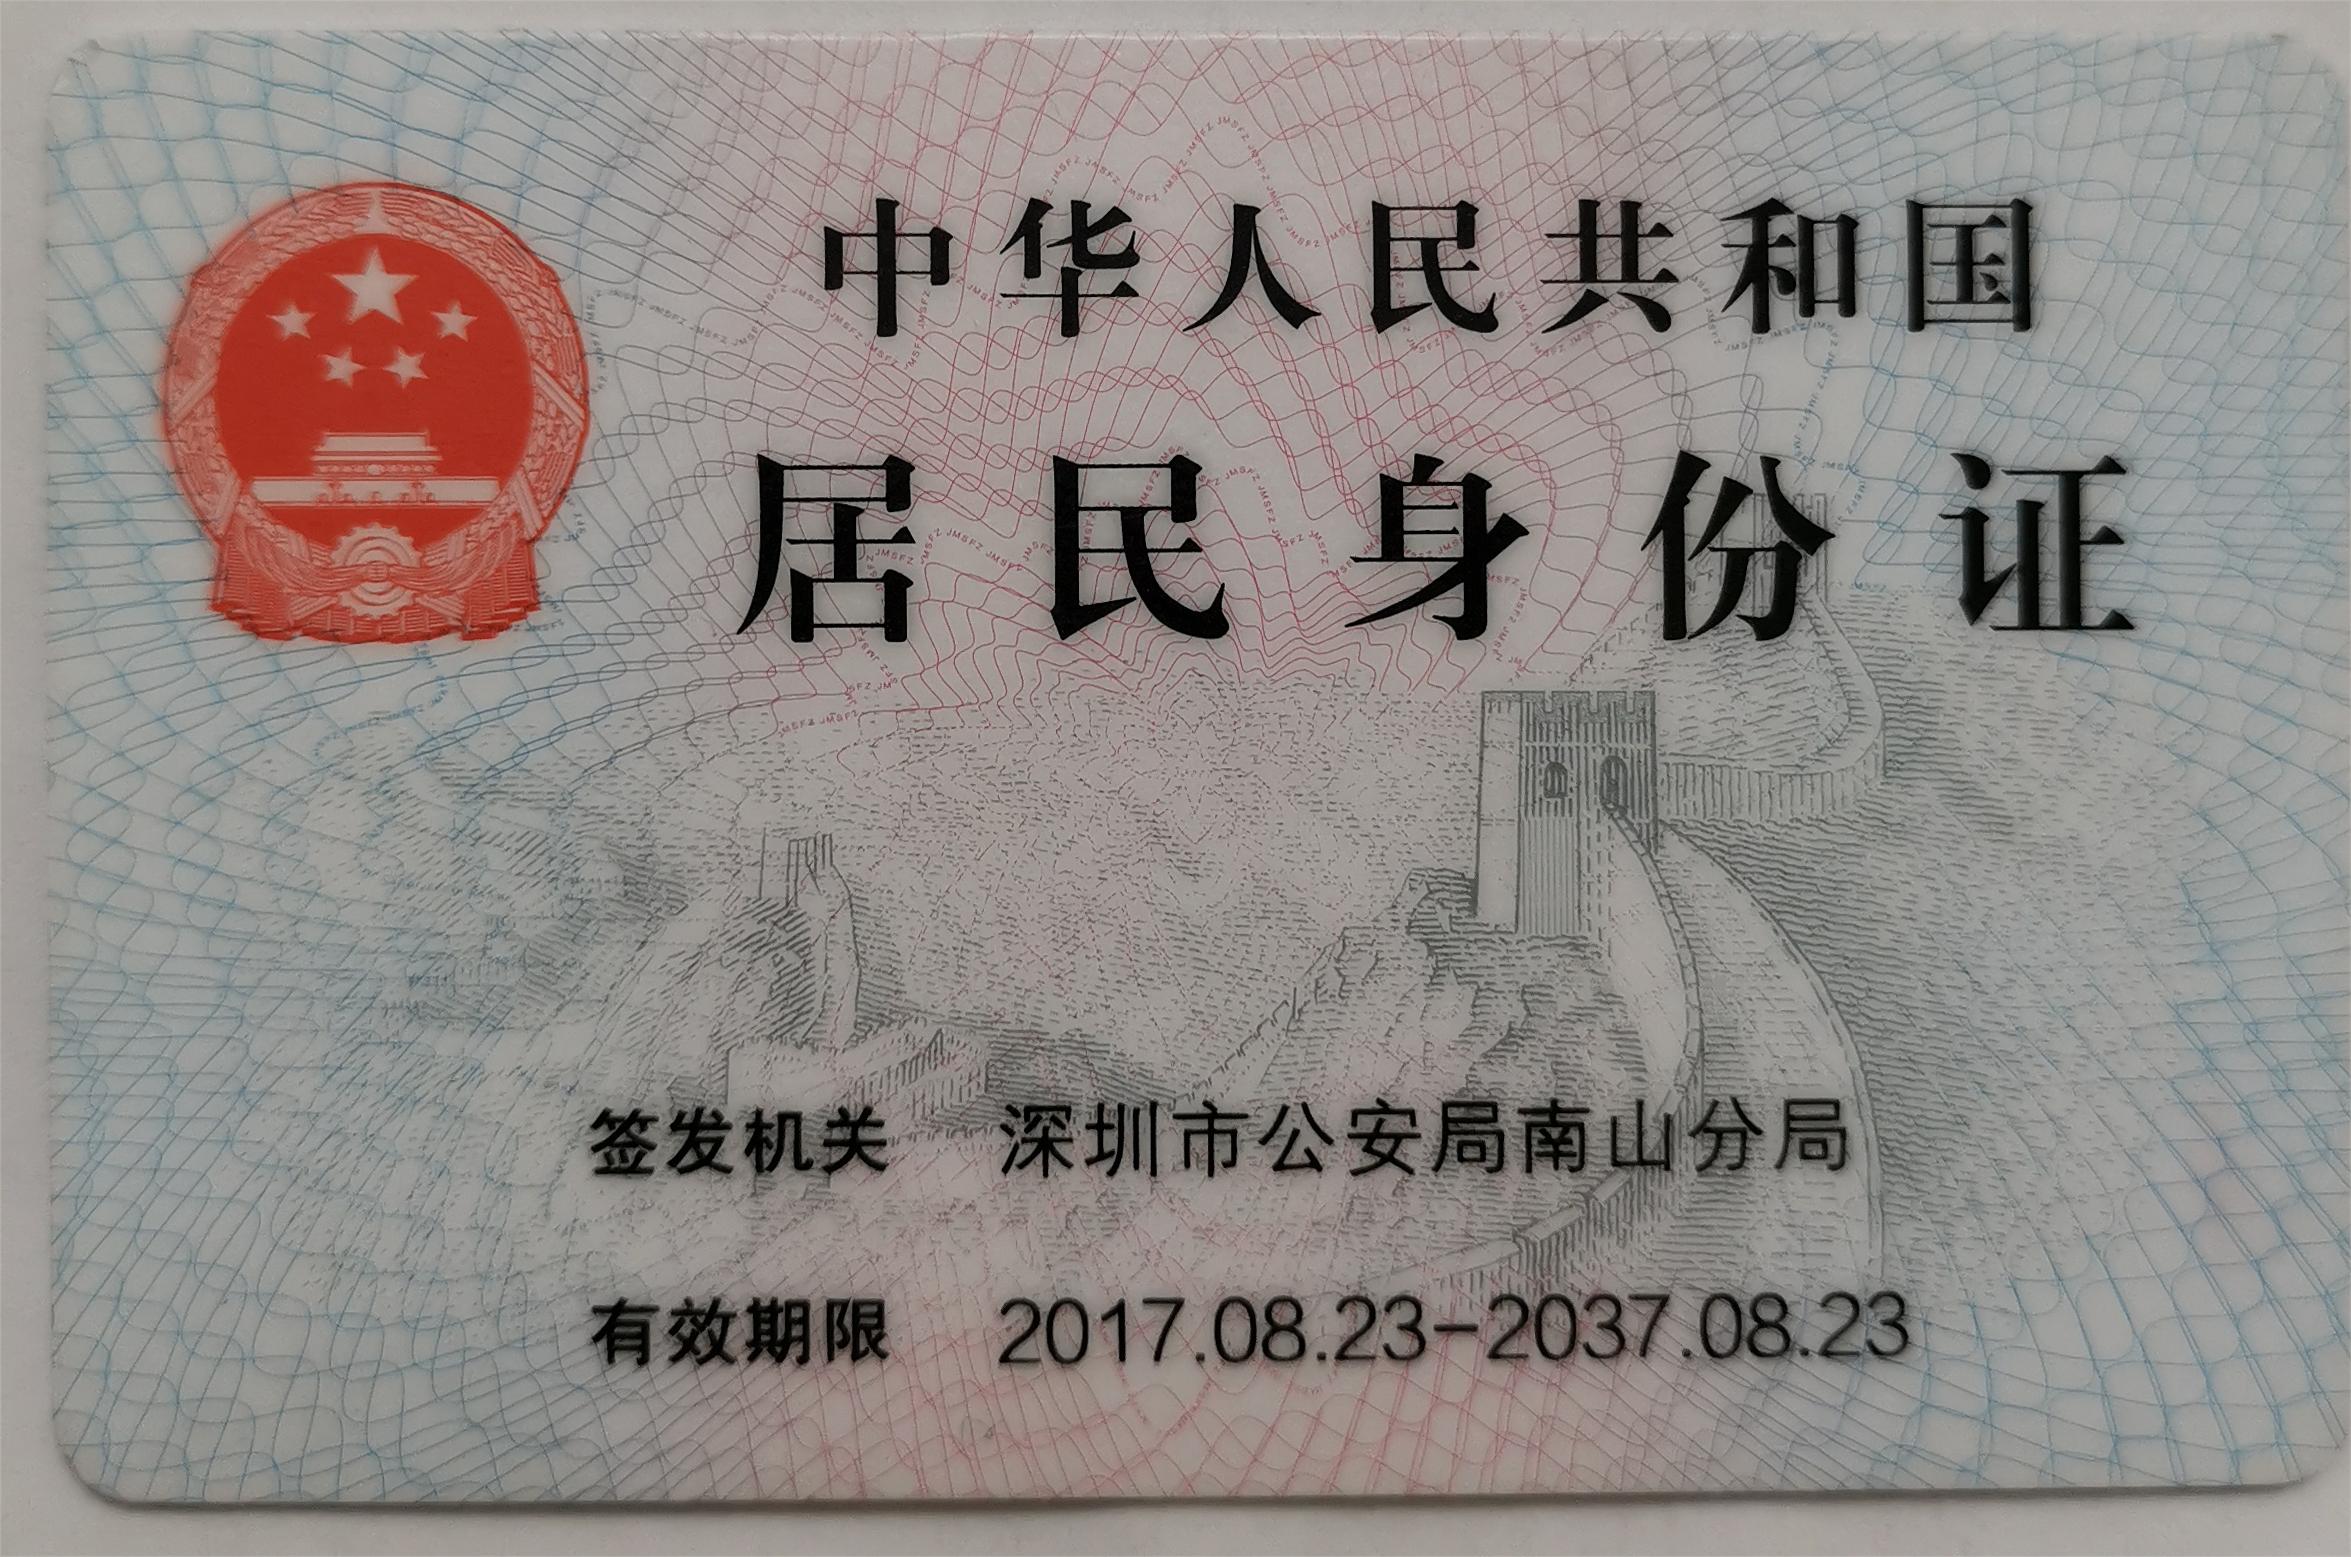 中华人民共和国
居民身份证
签发机关 深圳市公安局南山分局
有效期限 2017.08.23-2037.08.23